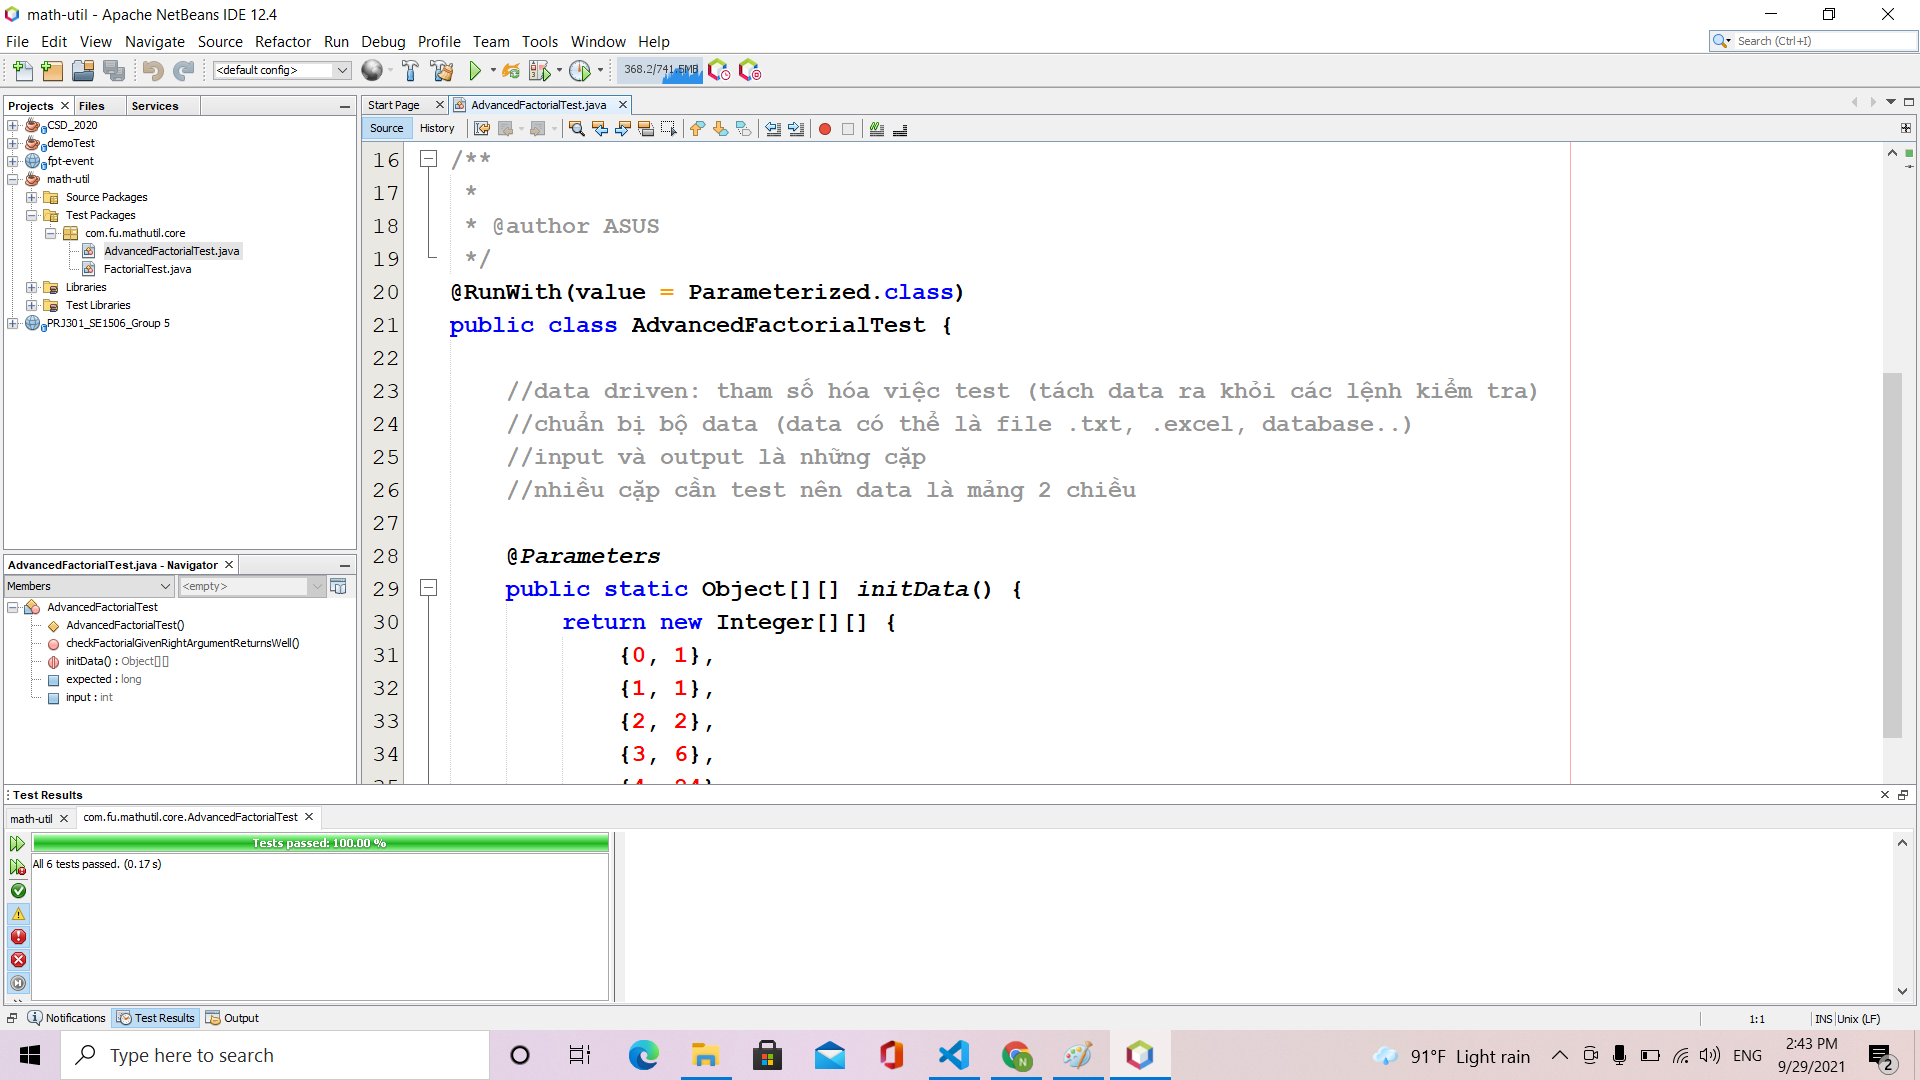 math-util - Apache NetBeans IDE 12.4
File Edit View Navigate Source Refactor Run Debug Profile Team Tools Window Help
Search (Ctrl+I)
<default config>
368.2/741.5MB
Projects Files Services
CSD_2020
demoTest
fpt-event
math-util
Source Packages
Test Packages
com.fu.mathutil.core
AdvancedFactorialTest.java
FactorialTest.java
Libraries
Test Libraries
PRJ301_SE1506_Group 5
AdvancedFactorialTest.java - Navigator
Members <empty>
AdvancedFactorialTest
AdvancedFactorialTest()
checkFactorialGivenRightArgumentReturnsWell()
initData() : Object[][]
expected : long
input : int
Start Page AdvancedFactorialTest.java
Source History
16 /**
17 *
18 * @author ASUS
19 */
20 @RunWith(value = Parameterized.class)
21 public class AdvancedFactorialTest {
22
23 //data driven: tham số hóa việc test (tách data ra khỏi các lệnh kiểm tra)
24 //chuẩn bị bộ data (data có thể là file .txt, .excel, database..)
25 //input và output là những cặp
26 //nhiều cặp cần test nên data là mảng 2 chiều
27
28 @Parameters
29 public static Object[][] initData() {
30 return new Integer[][] {
31 {0, 1},
32 {1, 1},
33 {2, 2},
34 {3, 6},
Test Results
math-util com.fu.mathutil.core.AdvancedFactorialTest
Tests passed: 100.00 %
All 6 tests passed. (0.17 s)
Notifications Test Results Output
1:1 INS Unix (LF)
Type here to search
91°F Light rain
ENG
2:43 PM
9/29/2021
2